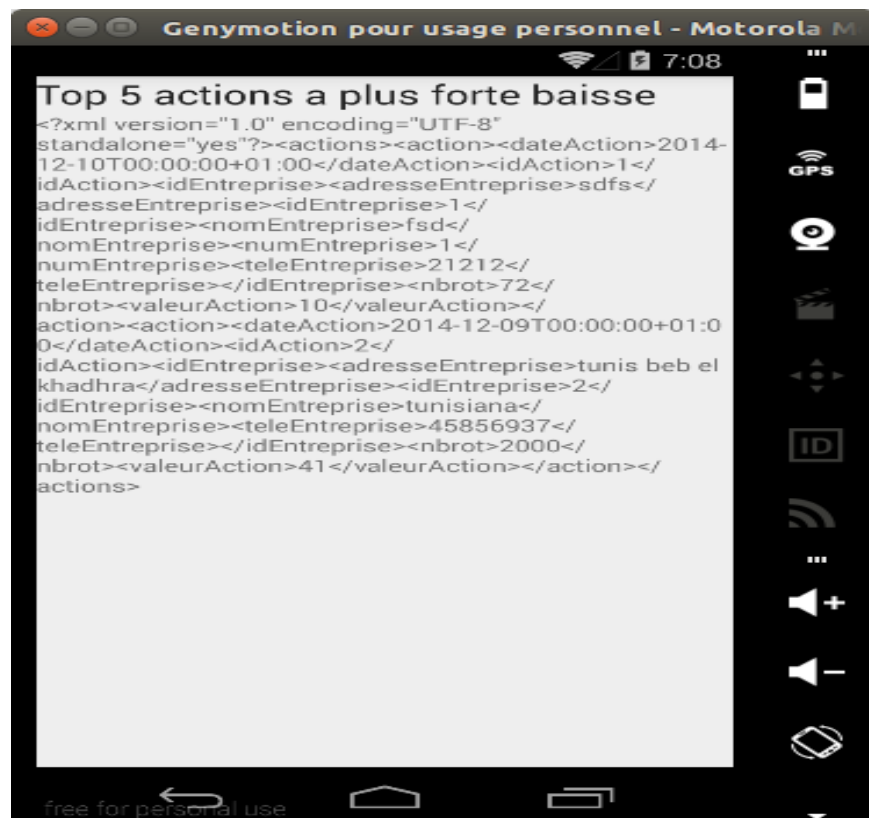 Genymotion pour usage personnel - Motorola M
7:08
Top 5 actions a plus forte baisse
<?xml version="1.0" encoding="UTF-8"
standalone="yes"?><actions><action><dateAction>2014-
12-10T00:00:00+01:00</dateAction><idAction>1</
idAction><idEntreprise><adresseEntreprise>sdfs</
adresseEntreprise><idEntreprise>1</
idEntreprise><nomEntreprise>fsd</
nomEntreprise><numEntreprise>1</
numEntreprise><teleEntreprise>21212</
teleEntreprise></idEntreprise><nbrot>72</
nbrot><valeurAction>10</valeurAction></
action><action><dateAction>2014-12-09T00:00:00+01:0
0</dateAction><idAction>2</
idAction><idEntreprise><adresseEntreprise>tunis beb el
khadhra</adresseEntreprise><idEntreprise>2</
idEntreprise><nomEntreprise>tunisiana</
nomEntreprise><teleEntreprise>45856937</
teleEntreprise></idEntreprise><nbrot>2000</
nbrot><valeurAction>41</valeurAction></action></
actions>
GPS
ID
free for personal use